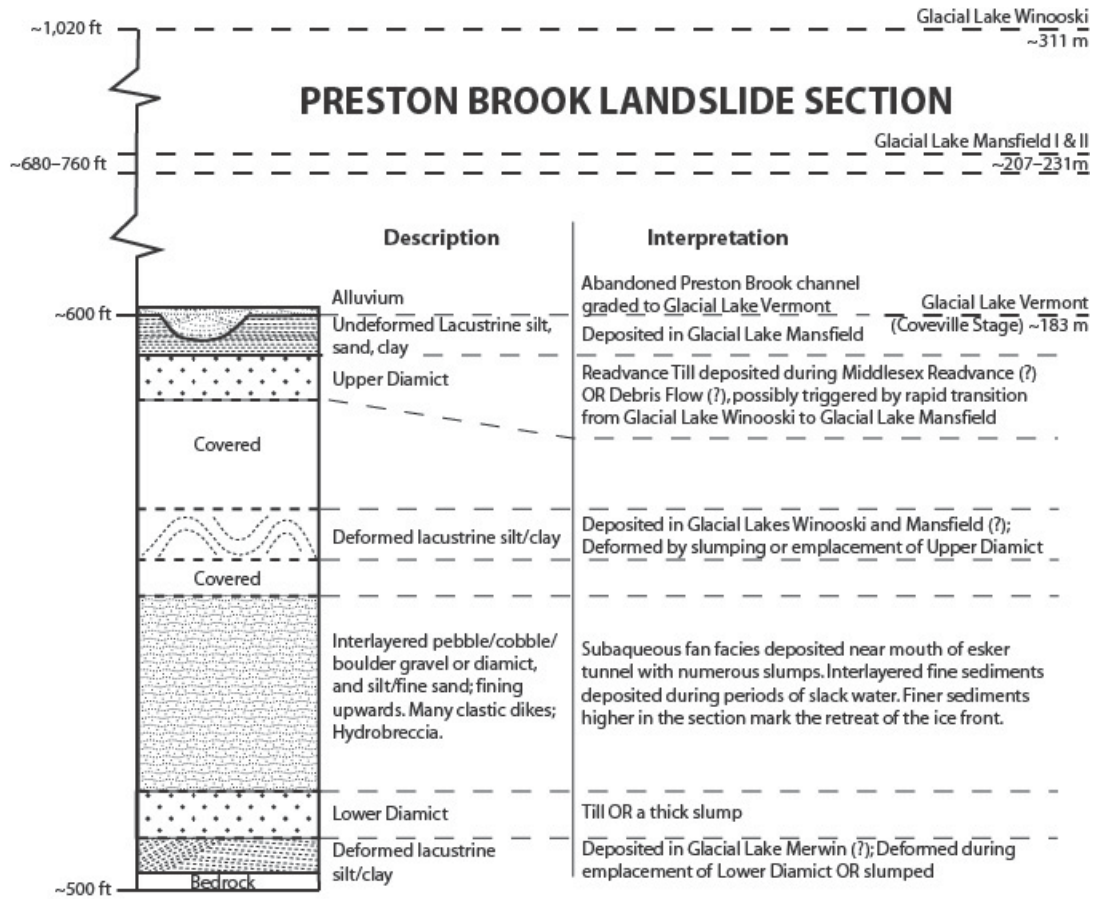 ~1,020 ft
Glacial Lake Winooski
~311 m
PRESTON BROOK LANDSLIDE SECTION
Glacial Lake Mansfield I & II
~680–760 ft
~207–231m
Description
Interpretation
Alluvium
Abandoned Preston Brook channel
graded to Glacial Lake Vermont
~600 ft
Glacial Lake Vermont
(Coveville Stage) ~183 m
Undeformed Lacustrine silt,
sand, clay
Deposited in Glacial Lake Mansfield
Upper Diamict
Readvance Till deposited during Middlesex Readvance (?)
OR Debris Flow (?), possibly triggered by rapid transition
from Glacial Lake Winooski to Glacial Lake Mansfield
Covered
Deformed lacustrine silt/clay
Deposited in Glacial Lakes Winooski and Mansfield (?);
Deformed by slumping or emplacement of Upper Diamict
Covered
Interlayered pebble/cobble/
boulder gravel or diamict,
and silt/fine sand; fining
upwards. Many clastic dikes;
Hydrobreccia.
Subaqueous fan facies deposited near mouth of esker
tunnel with numerous slumps. Interlayered fine sediments
deposited during periods of slack water. Finer sediments
higher in the section mark the retreat of the ice front.
Lower Diamict
Till OR a thick slump
Deformed lacustrine
silt/clay
Deposited in Glacial Lake Merwin (?); Deformed during
emplacement of Lower Diamict OR slumped
Bedrock
~500 ft